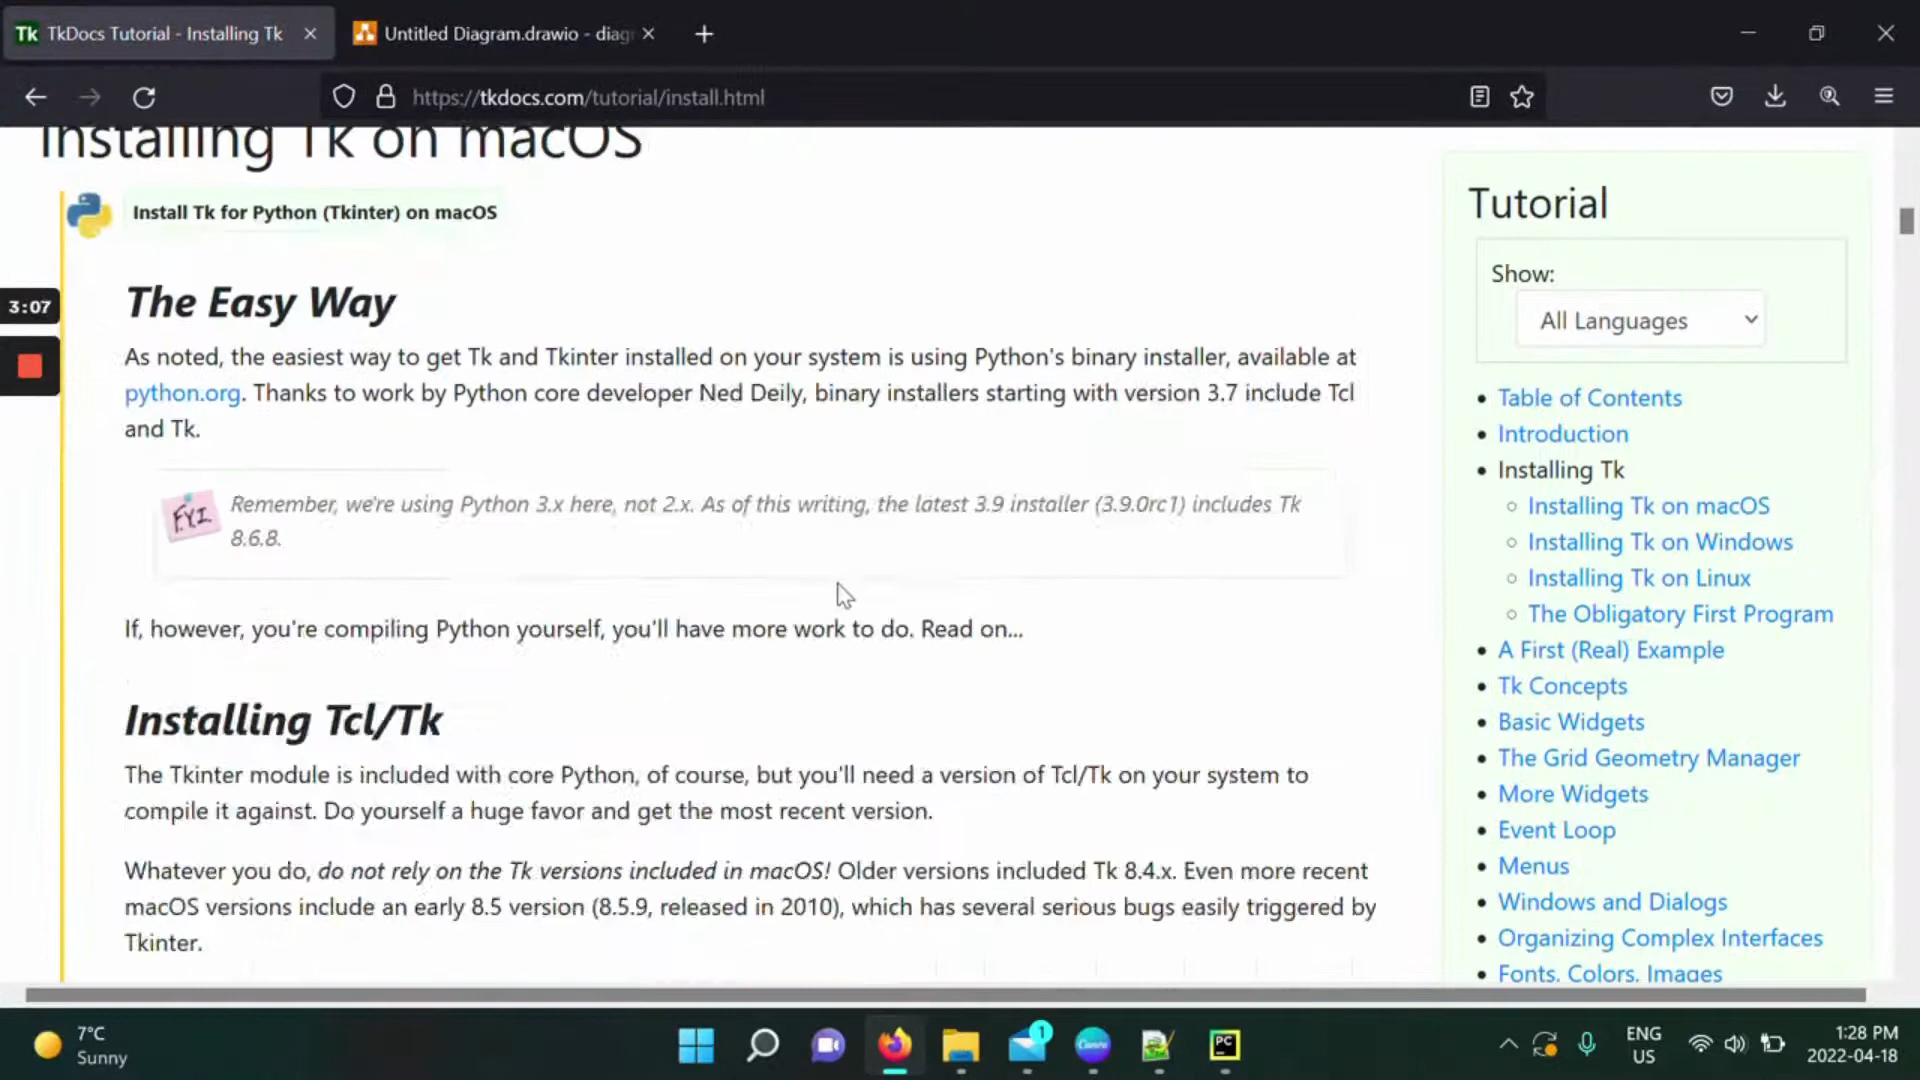 Tk TkDocs Tutorial - Installing Tk
Untitled Diagram.drawio - diag
https://tkdocs.com/tutorial/install.html
Installing Tk on macOS
Install Tk for Python (Tkinter) on macOS
The Easy Way
As noted, the easiest way to get Tk and Tkinter installed on your system is using Python's binary installer, available at
python.org. Thanks to work by Python core developer Ned Deily, binary installers starting with version 3.7 include Tcl
and Tk.
F.Y.I.
Remember, we're using Python 3.x here, not 2.x. As of this writing, the latest 3.9 installer (3.9.0rc1) includes Tk
8.6.8.
If, however, you're compiling Python yourself, you'll have more work to do. Read on...
Installing Tcl/Tk
The Tkinter module is included with core Python, of course, but you'll need a version of Tcl/Tk on your system to
compile it against. Do yourself a huge favor and get the most recent version.
Whatever you do, do not rely on the Tk versions included in macOS! Older versions included Tk 8.4.x. Even more recent
macOS versions include an early 8.5 version (8.5.9, released in 2010), which has several serious bugs easily triggered by
Tkinter.
3:07
Tutorial
Show:
All Languages
Table of Contents
Introduction
Installing Tk
Installing Tk on macOS
Installing Tk on Windows
Installing Tk on Linux
The Obligatory First Program
A First (Real) Example
Tk Concepts
Basic Widgets
The Grid Geometry Manager
More Widgets
Event Loop
Menus
Windows and Dialogs
Organizing Complex Interfaces
Fonts, Colors, Images
7°C
Sunny
1
Canva
PC
ENG
US
1:28 PM
2022-04-18